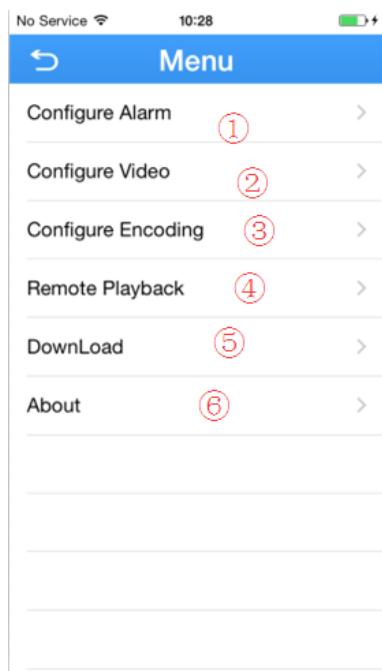 No Service 10:28
Menu
Configure Alarm ①
Configure Video ②
Configure Encoding ③
Remote Playback ④
DownLoad ⑤
About ⑥